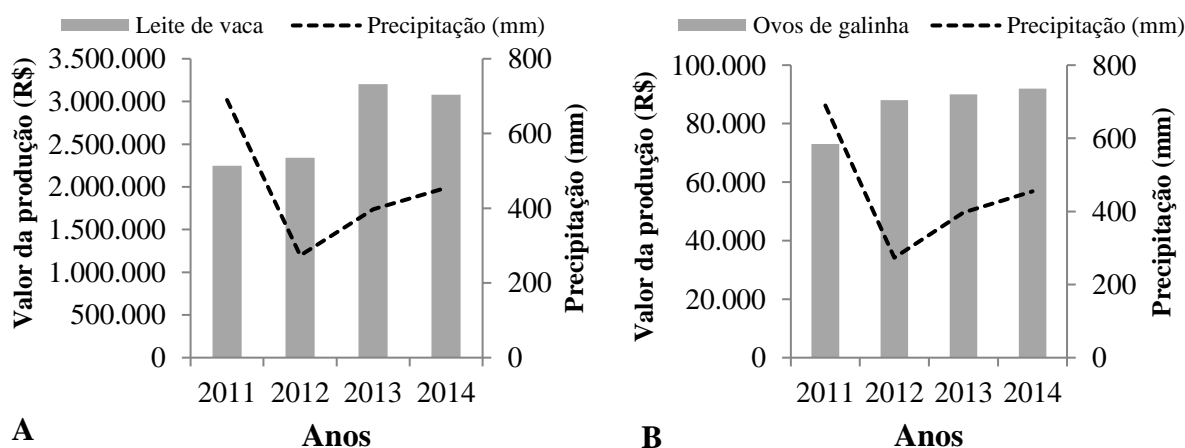 Leite de vaca Precipitação (mm)
Valor da produção (R$)
3.500.000
3.000.000
2.500.000
2.000.000
1.500.000
1.000.000
500.000
0
800
600
400
200
0
Precipitação (mm)
2011 2012 2013 2014
A Anos
Ovos de galinha Precipitação (mm)
Valor da produção (R$)
100.000
80.000
60.000
40.000
20.000
0
800
600
400
200
0
Precipitação (mm)
2011 2012 2013 2014
B Anos